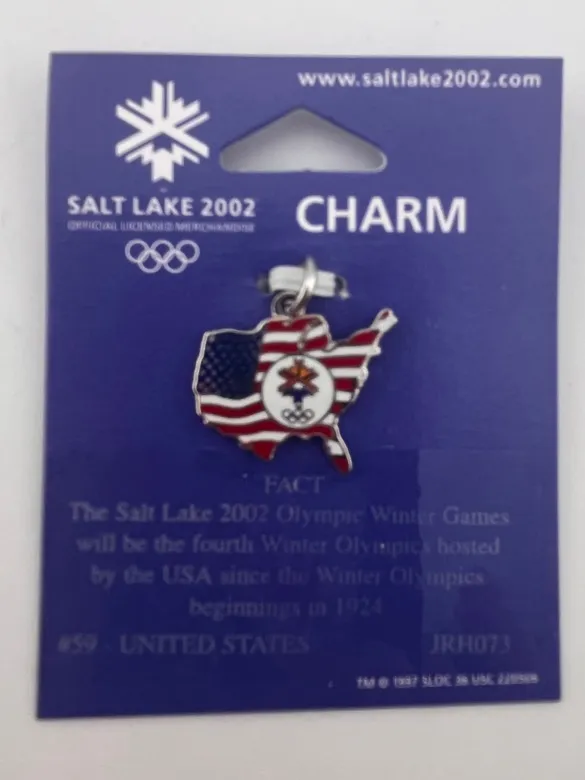 www.saltlake2002.com
SALT LAKE 2002
OFFICIAL LICENSED MERCHANDISE
CHARM
FACT
The Salt Lake 2002 Olympic Winter Games
will be the fourth Winter Olympics hosted
by the USA since the Winter Olympics
beginnings in 1924
#59 - UNITED STATES
JRH073
TM © 1997 SLOC 36 USC 220506